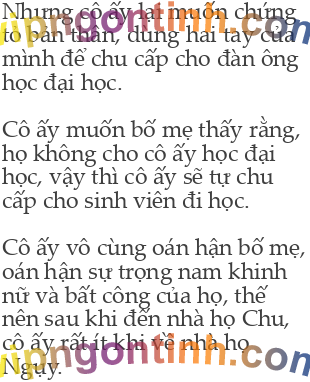 Nhưng cô ấy lại muốn chứng
tỏ bản thân, dùng hai tay của
mình để chu cấp cho đàn ông
học đại học.
Cô ấy muốn bố mẹ thấy rằng,
họ không cho cô ấy học đại
học, vậy thì cô ấy sẽ tự chu
cấp cho sinh viên đi học.
Cô ấy vô cùng oán hận bố mẹ,
oán hận sự trọng nam khinh
nữ và bất công của họ, thế
nên sau khi đến nhà họ Chu,
cô ấy rất ít khi về nhà họ
Ngụy.
vpngontinh.com
vpngontinh.com